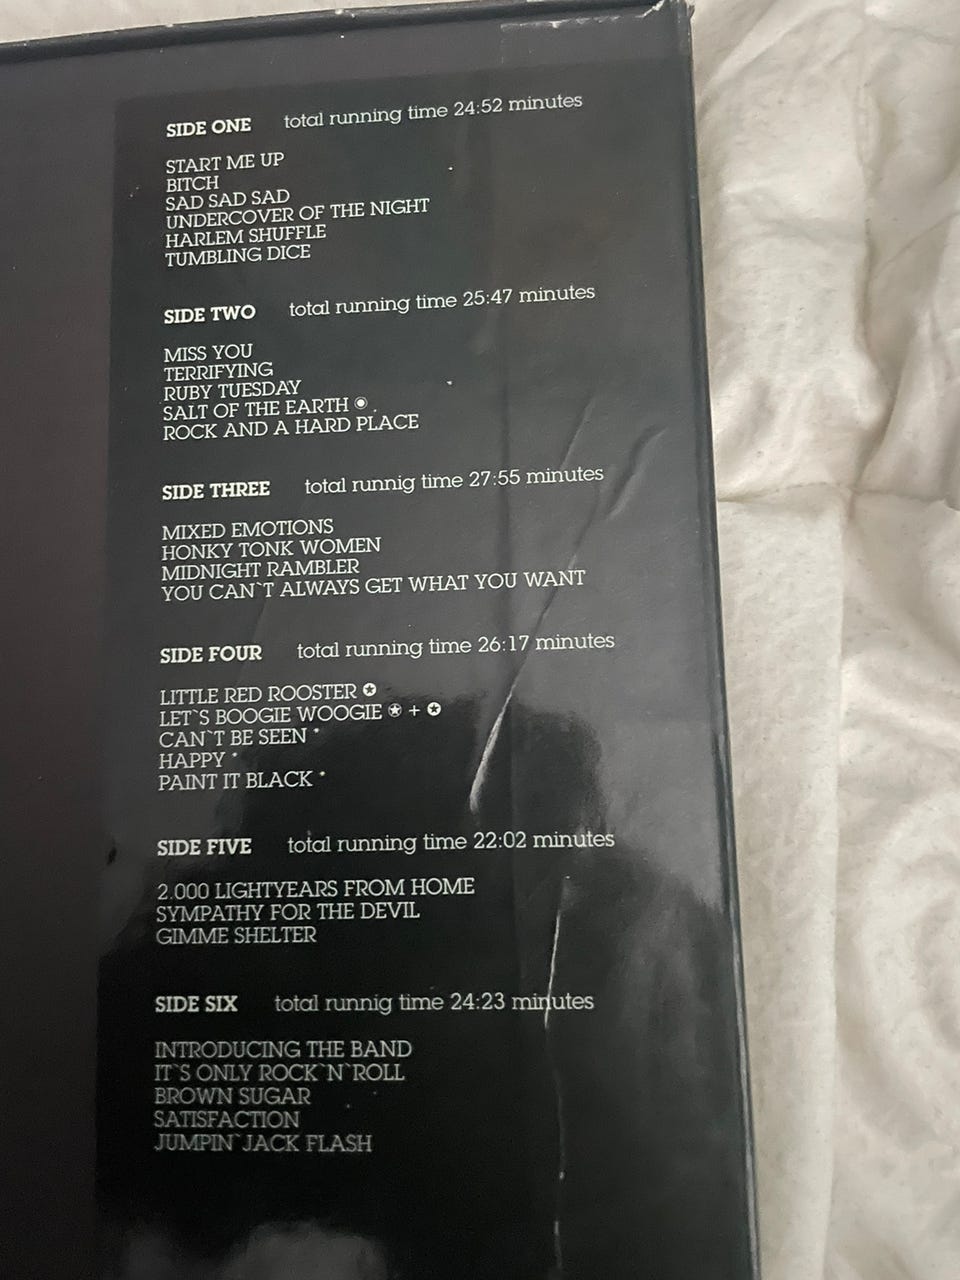 SIDE ONE total running time 24:52 minutes
START ME UP
BITCH
SAD SAD SAD
UNDERCOVER OF THE NIGHT
HARLEM SHUFFLE
TUMBLING DICE
SIDE TWO total running time 25:47 minutes
MISS YOU
TERRIFYING
RUBY TUESDAY
SALT OF THE EARTH ◉
ROCK AND A HARD PLACE
SIDE THREE total runnig time 27:55 minutes
MIXED EMOTIONS
HONKY TONK WOMEN
MIDNIGHT RAMBLER
YOU CAN`T ALWAYS GET WHAT YOU WANT
SIDE FOUR total running time 26:17 minutes
LITTLE RED ROOSTER ✪
LET`S BOOGIE WOOGIE ⍟ + ✪
CAN`T BE SEEN *
HAPPY *
PAINT IT BLACK *
SIDE FIVE total running time 22:02 minutes
2.000 LIGHTYEARS FROM HOME
SYMPATHY FOR THE DEVIL
GIMME SHELTER
SIDE SIX total runnig time 24:23 minutes
INTRODUCING THE BAND
IT`S ONLY ROCK`N`ROLL
BROWN SUGAR
SATISFACTION
JUMPIN`JACK FLASH